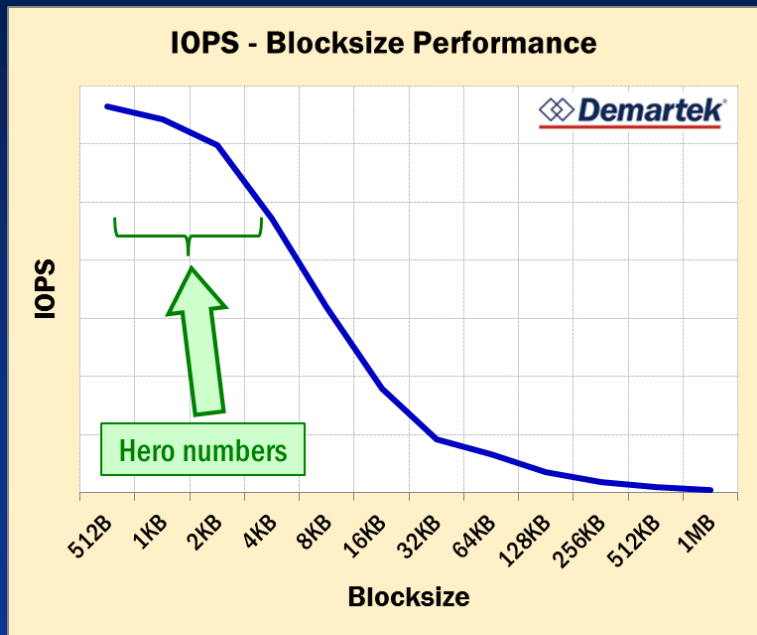 IOPS - Blocksize Performance
Demartek
IOPS
Hero numbers
512B
1KB
2KB
4KB
8KB
16KB
32KB
64KB
128KB
256KB
512KB
1MB
Blocksize